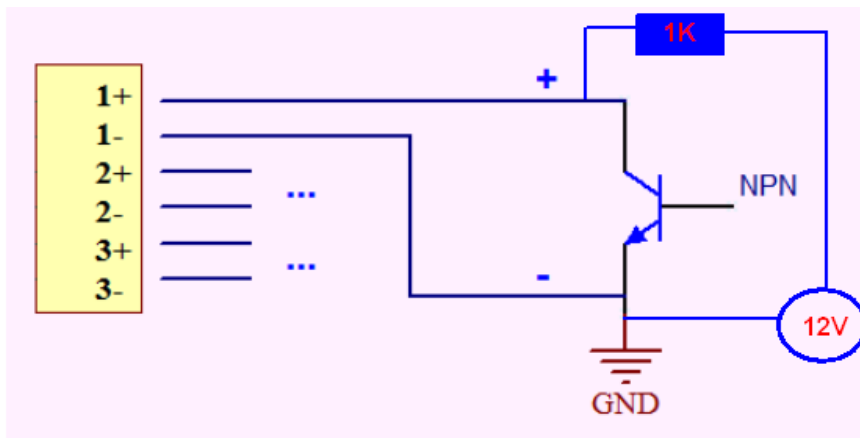 1K
+
1+
1-
2+
...
2-
3+
...
3-
NPN
-
12V
GND